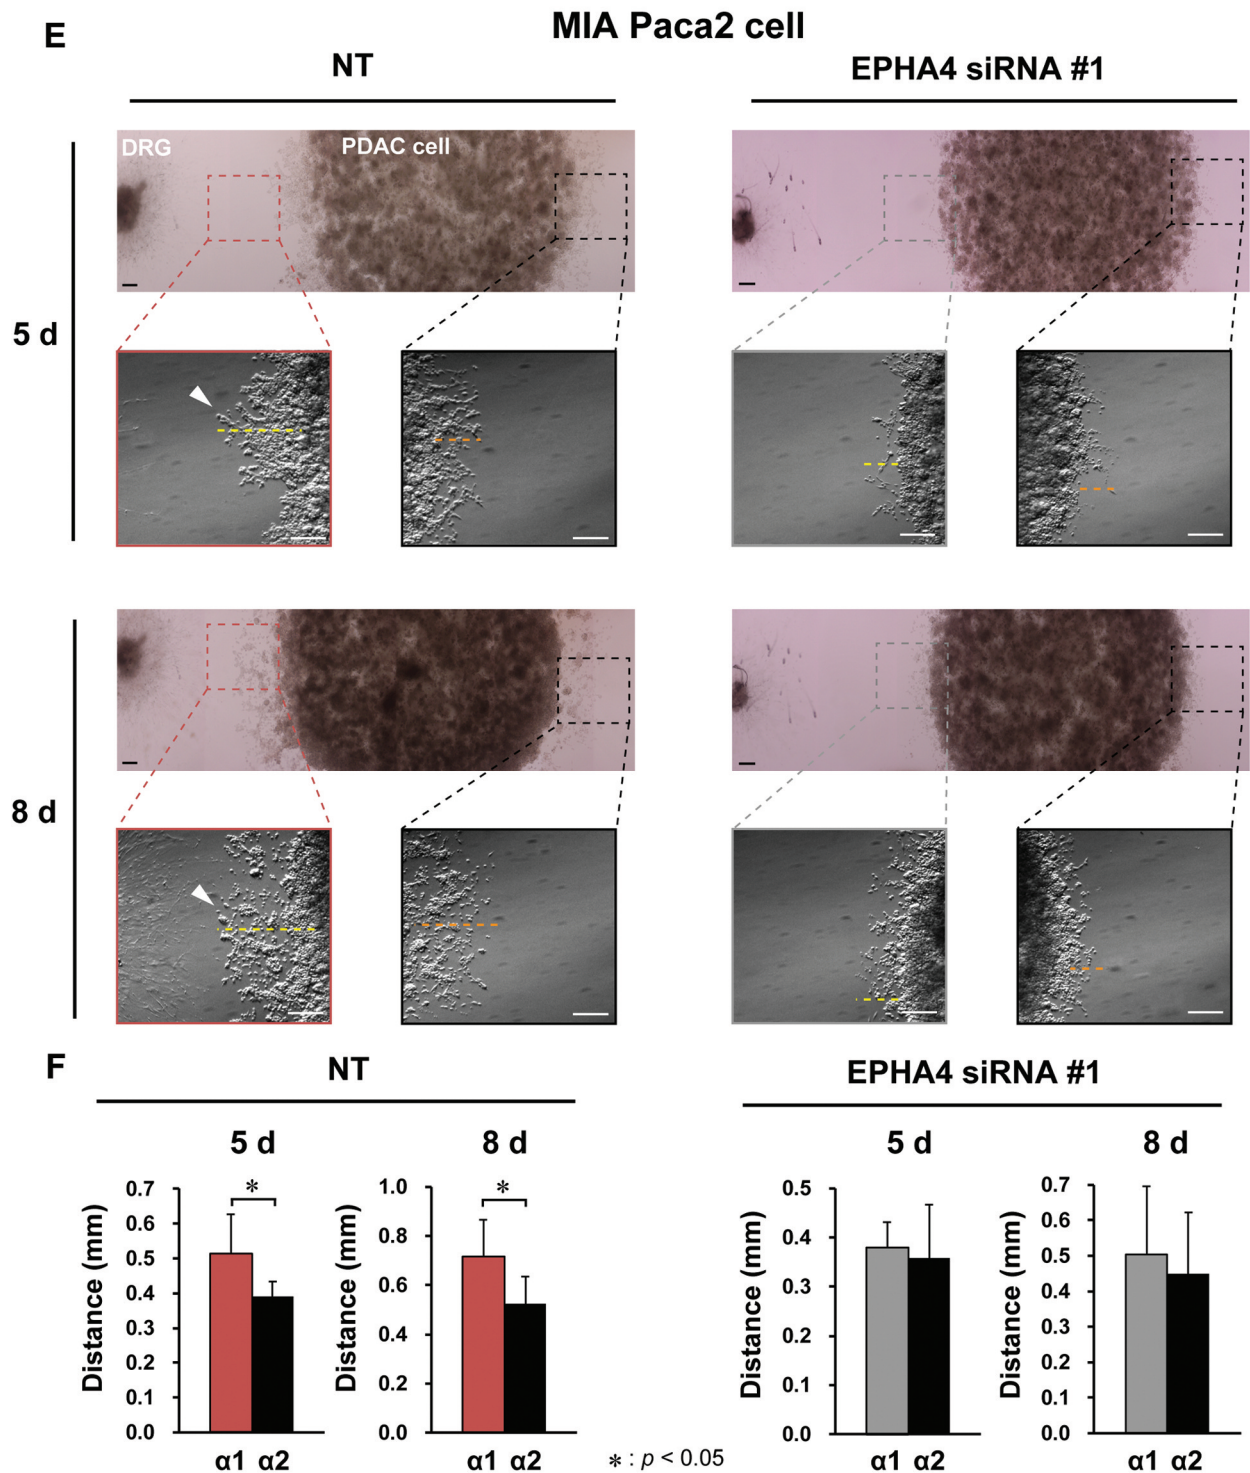 E
MIA Paca2 cell
NT
EPHA4 siRNA #1
DRG
PDAC cell
5 d
8 d
F
NT
EPHA4 siRNA #1
5 d
8 d
5 d
8 d
Distance (mm)
0.7
0.6
0.5
0.4
0.3
0.2
0.1
0.0
*
α1 α2
Distance (mm)
1.0
0.8
0.6
0.4
0.2
0.0
*
α1 α2
* : p < 0.05
Distance (mm)
0.5
0.4
0.3
0.2
0.1
0.0
α1 α2
Distance (mm)
0.7
0.6
0.5
0.4
0.3
0.2
0.1
0.0
α1 α2